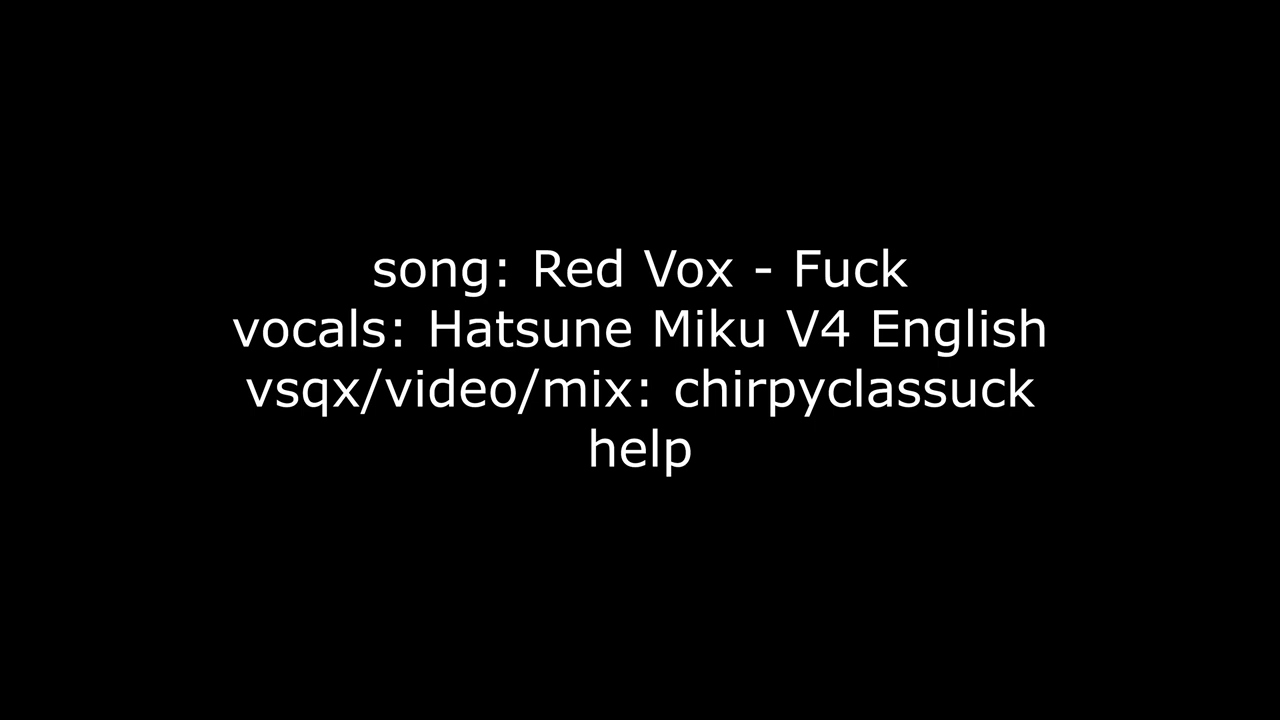 song: Red Vox - Fuck
vocals: Hatsune Miku V4 English
vsqx/video/mix: chirpyclassuck
help